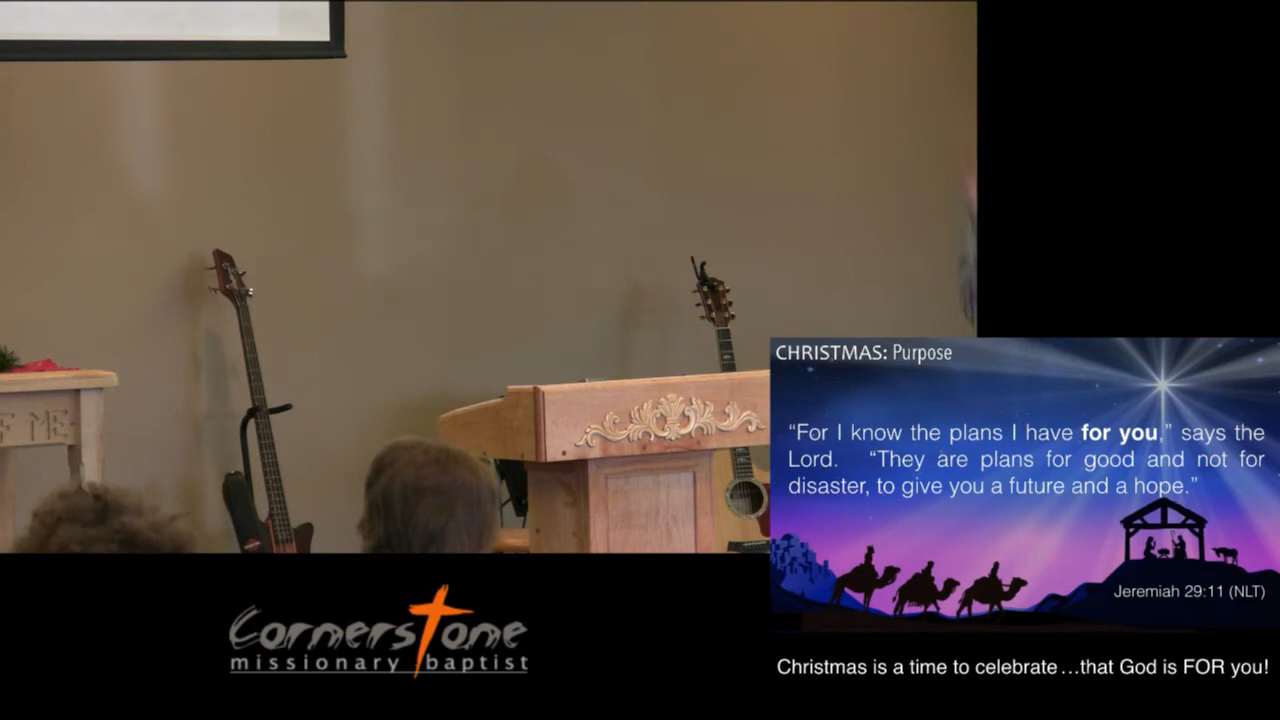 F ME
CHRISTMAS: Purpose
“For I know the plans I have for you,” says the
Lord. “They are plans for good and not for
disaster, to give you a future and a hope.”
Jeremiah 29:11 (NLT)
Cornerstone
missionary baptist
Christmas is a time to celebrate...that God is FOR you!